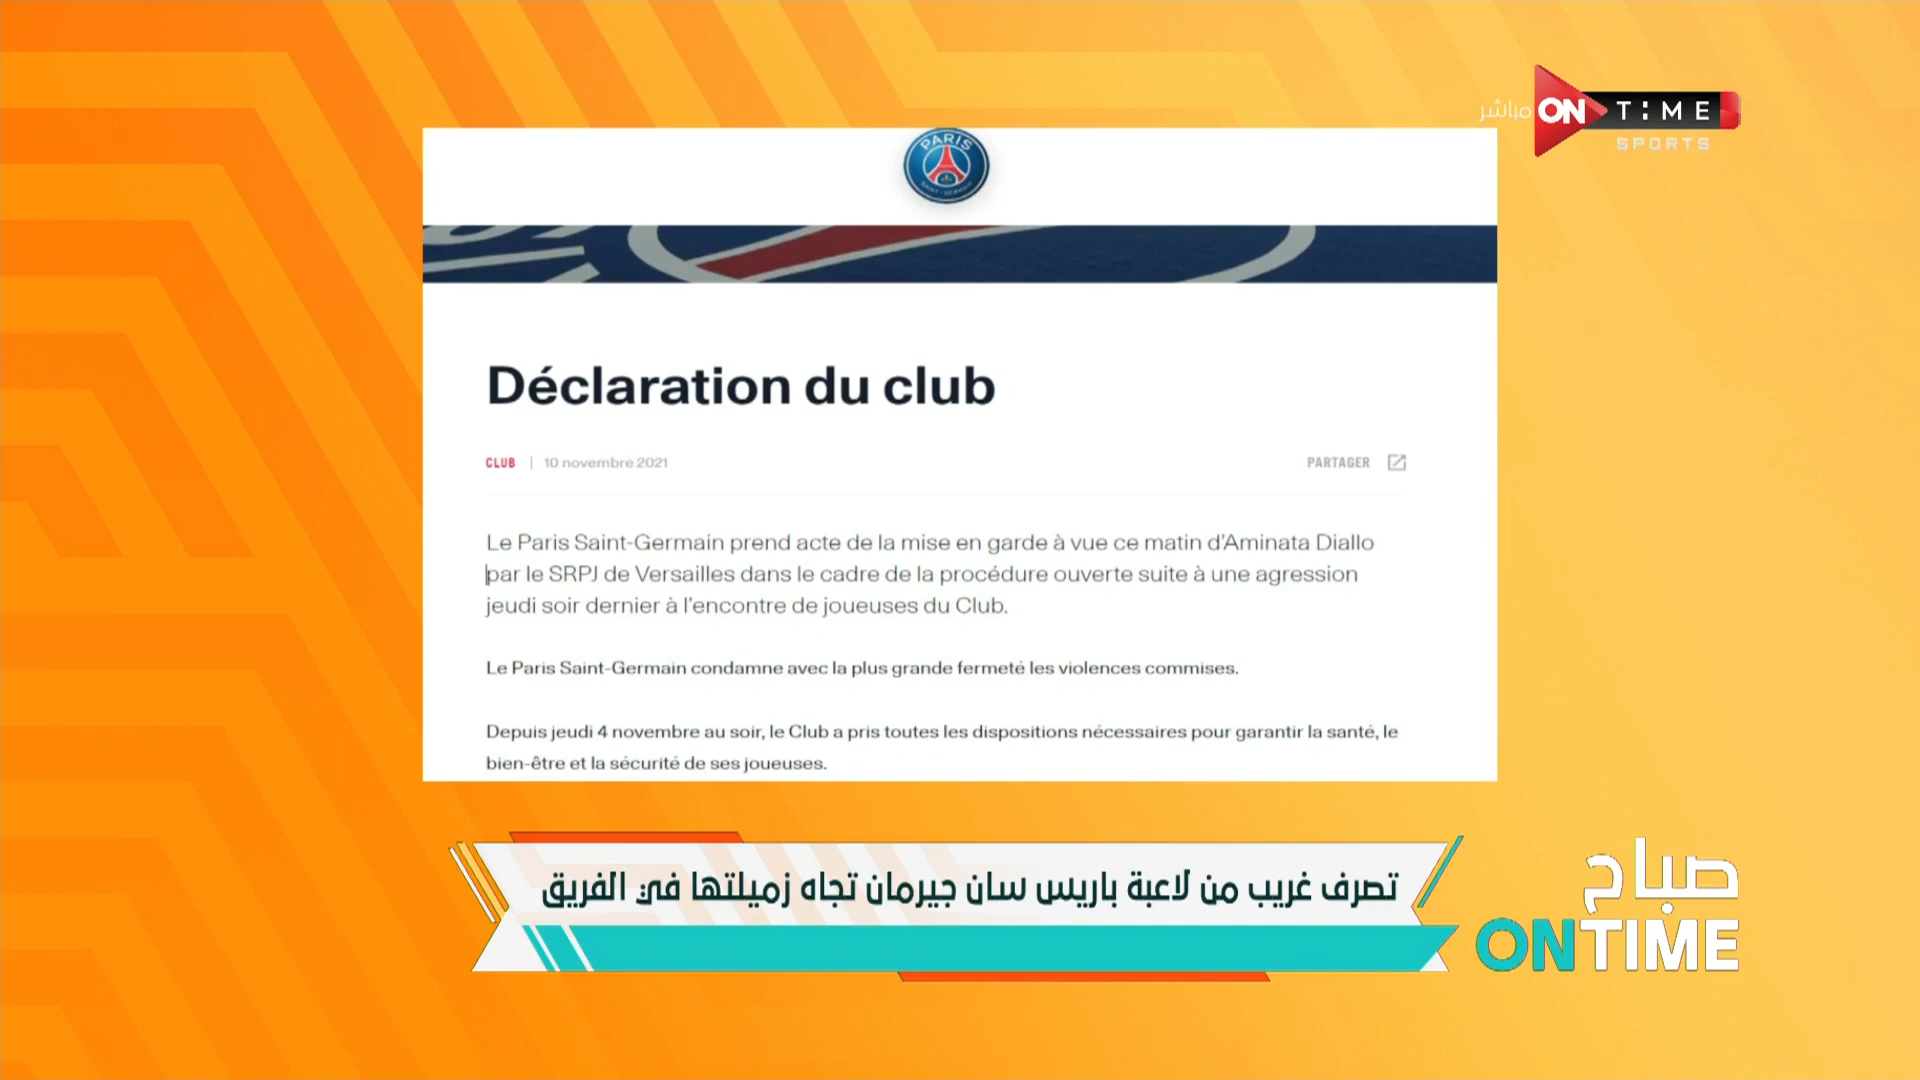 مباشر ON TIME
SPORTS
PARIS
SAINT-GERMAIN
Déclaration du club
CLUB | 10 novembre 2021 PARTAGER
Le Paris Saint-Germain prend acte de la mise en garde à vue ce matin d'Aminata Diallo
par le SRPJ de Versailles dans le cadre de la procédure ouverte suite à une agression
jeudi soir dernier à l'encontre de joueuses du Club.
Le Paris Saint-Germain condamne avec la plus grande fermeté les violences commises.
Depuis jeudi 4 novembre au soir, le Club a pris toutes les dispositions nécessaires pour garantir la santé, le
bien-être et la sécurité de ses joueuses.
تصرف غريب من لاعبة باريس سان جيرمان تجاه زميلتها في الفريق
صباح
ONTIME